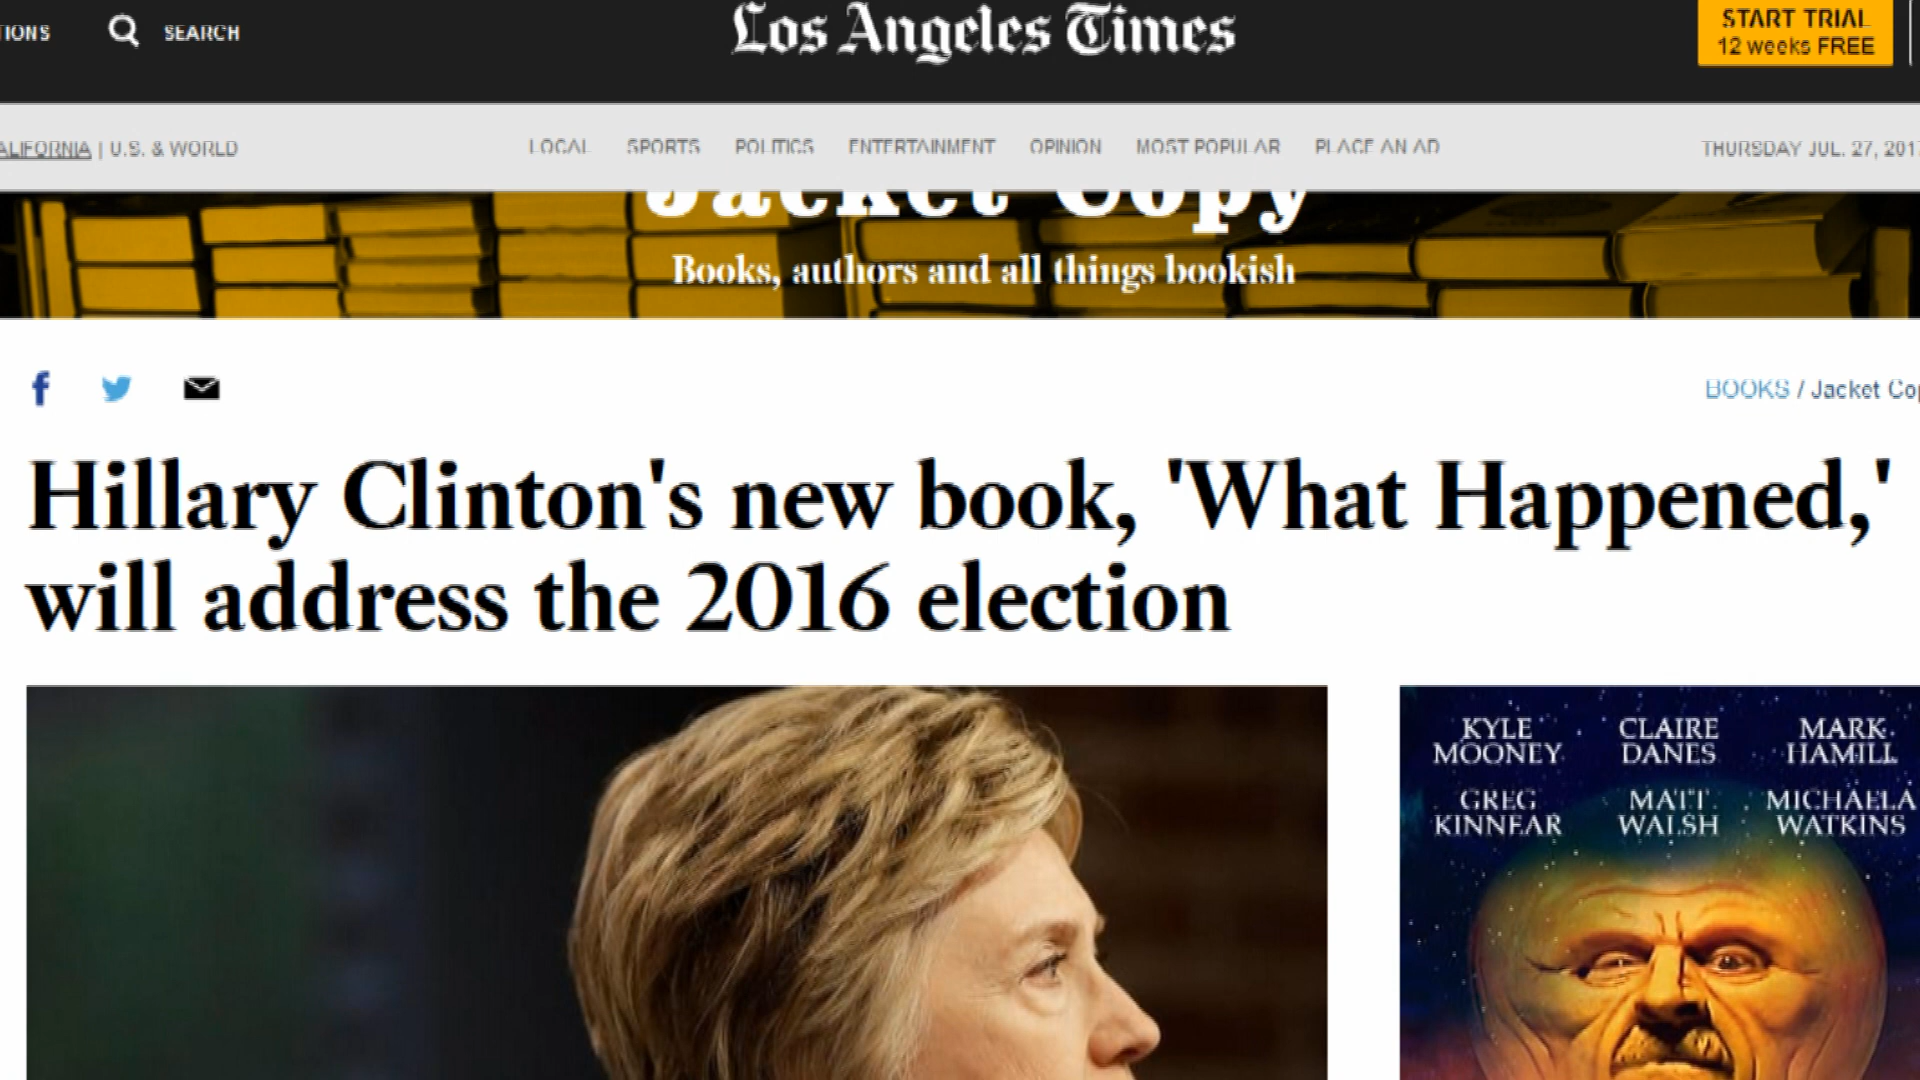 TIONS
SEARCH
Los Angeles Times
START TRIAL
12 weeks FREE
ALIFORNIA | U.S. & WORLD
LOCAL SPORTS POLITICS ENTERTAINMENT OPINION MOST POPULAR PLACE AN AD
THURSDAY JUL. 27, 201
Jacket Copy
Books, authors and all things bookish
BOOKS / Jacket Cop
Hillary Clinton's new book, 'What Happened,'
will address the 2016 election
KYLE
MOONEY
CLAIRE
DANES
MARK
HAMILL
GREG
KINNEAR
MATT
WALSH
MICHAELA
WATKINS